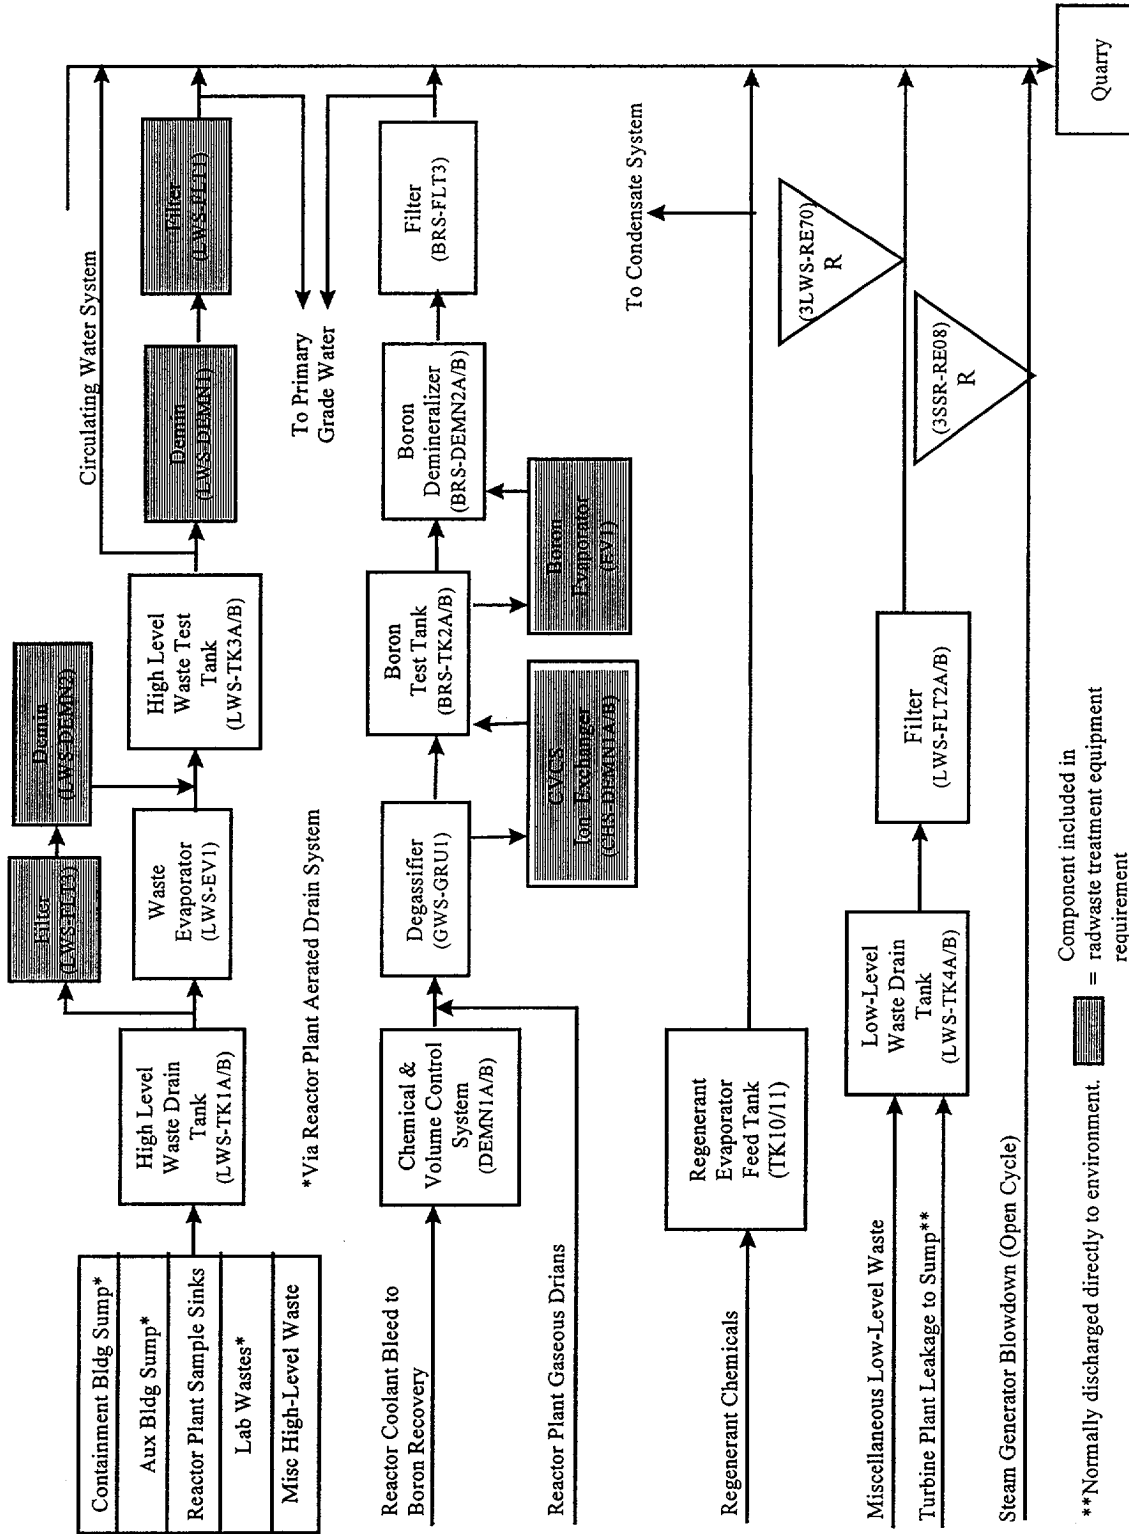 Containment Bldg Sump*
Aux Bldg Sump*
Reactor Plant Sample Sinks
Lab Wastes*
Misc High-Level Waste
High Level
Waste Drain
Tank
(LWS-TK1A/B)
Filter
(LWS-FLT3)
Demin
(LWS-DEMN2)
Waste
Evaporator
(LWS-EV1)
High Level
Waste Test
Tank
(LWS-TK3A/B)
Circulating Water System
Demin
(LWS-DEMN1)
Filter
(LWS-FLT1)
*Via Reactor Plant Aerated Drain System
To Primary
Grade Water
Reactor Coolant Bleed to
Boron Recovery
Chemical &
Volume Control
System
(DEMN1A/B)
Degassifier
(GWS-GRU1)
Boron
Test Tank
(BRS-TK2A/B)
Boron
Demineralizer
(BRS-DEMN2A/B)
Filter
(BRS-FLT3)
Reactor Plant Gaseous Drians
CVCS
Ion Exchanger
(CHS-DEMN1A/B)
Boron
Evaporator
(EV1)
To Condensate System
Regenerant Chemicals
Regenerant
Evaporator
Feed Tank
(TK10/11)
(3LWS-RE70)
R
Miscellaneous Low-Level Waste
Turbine Plant Leakage to Sump**
Low-Level
Waste Drain
Tank
(LWS-TK4A/B)
Filter
(LWS-FLT2A/B)
(3SSR-RE08)
R
Steam Generator Blowdown (Open Cycle)
Quarry
**Normally discharged directly to environment.
= Component included in
radwaste treatment equipment
requirement